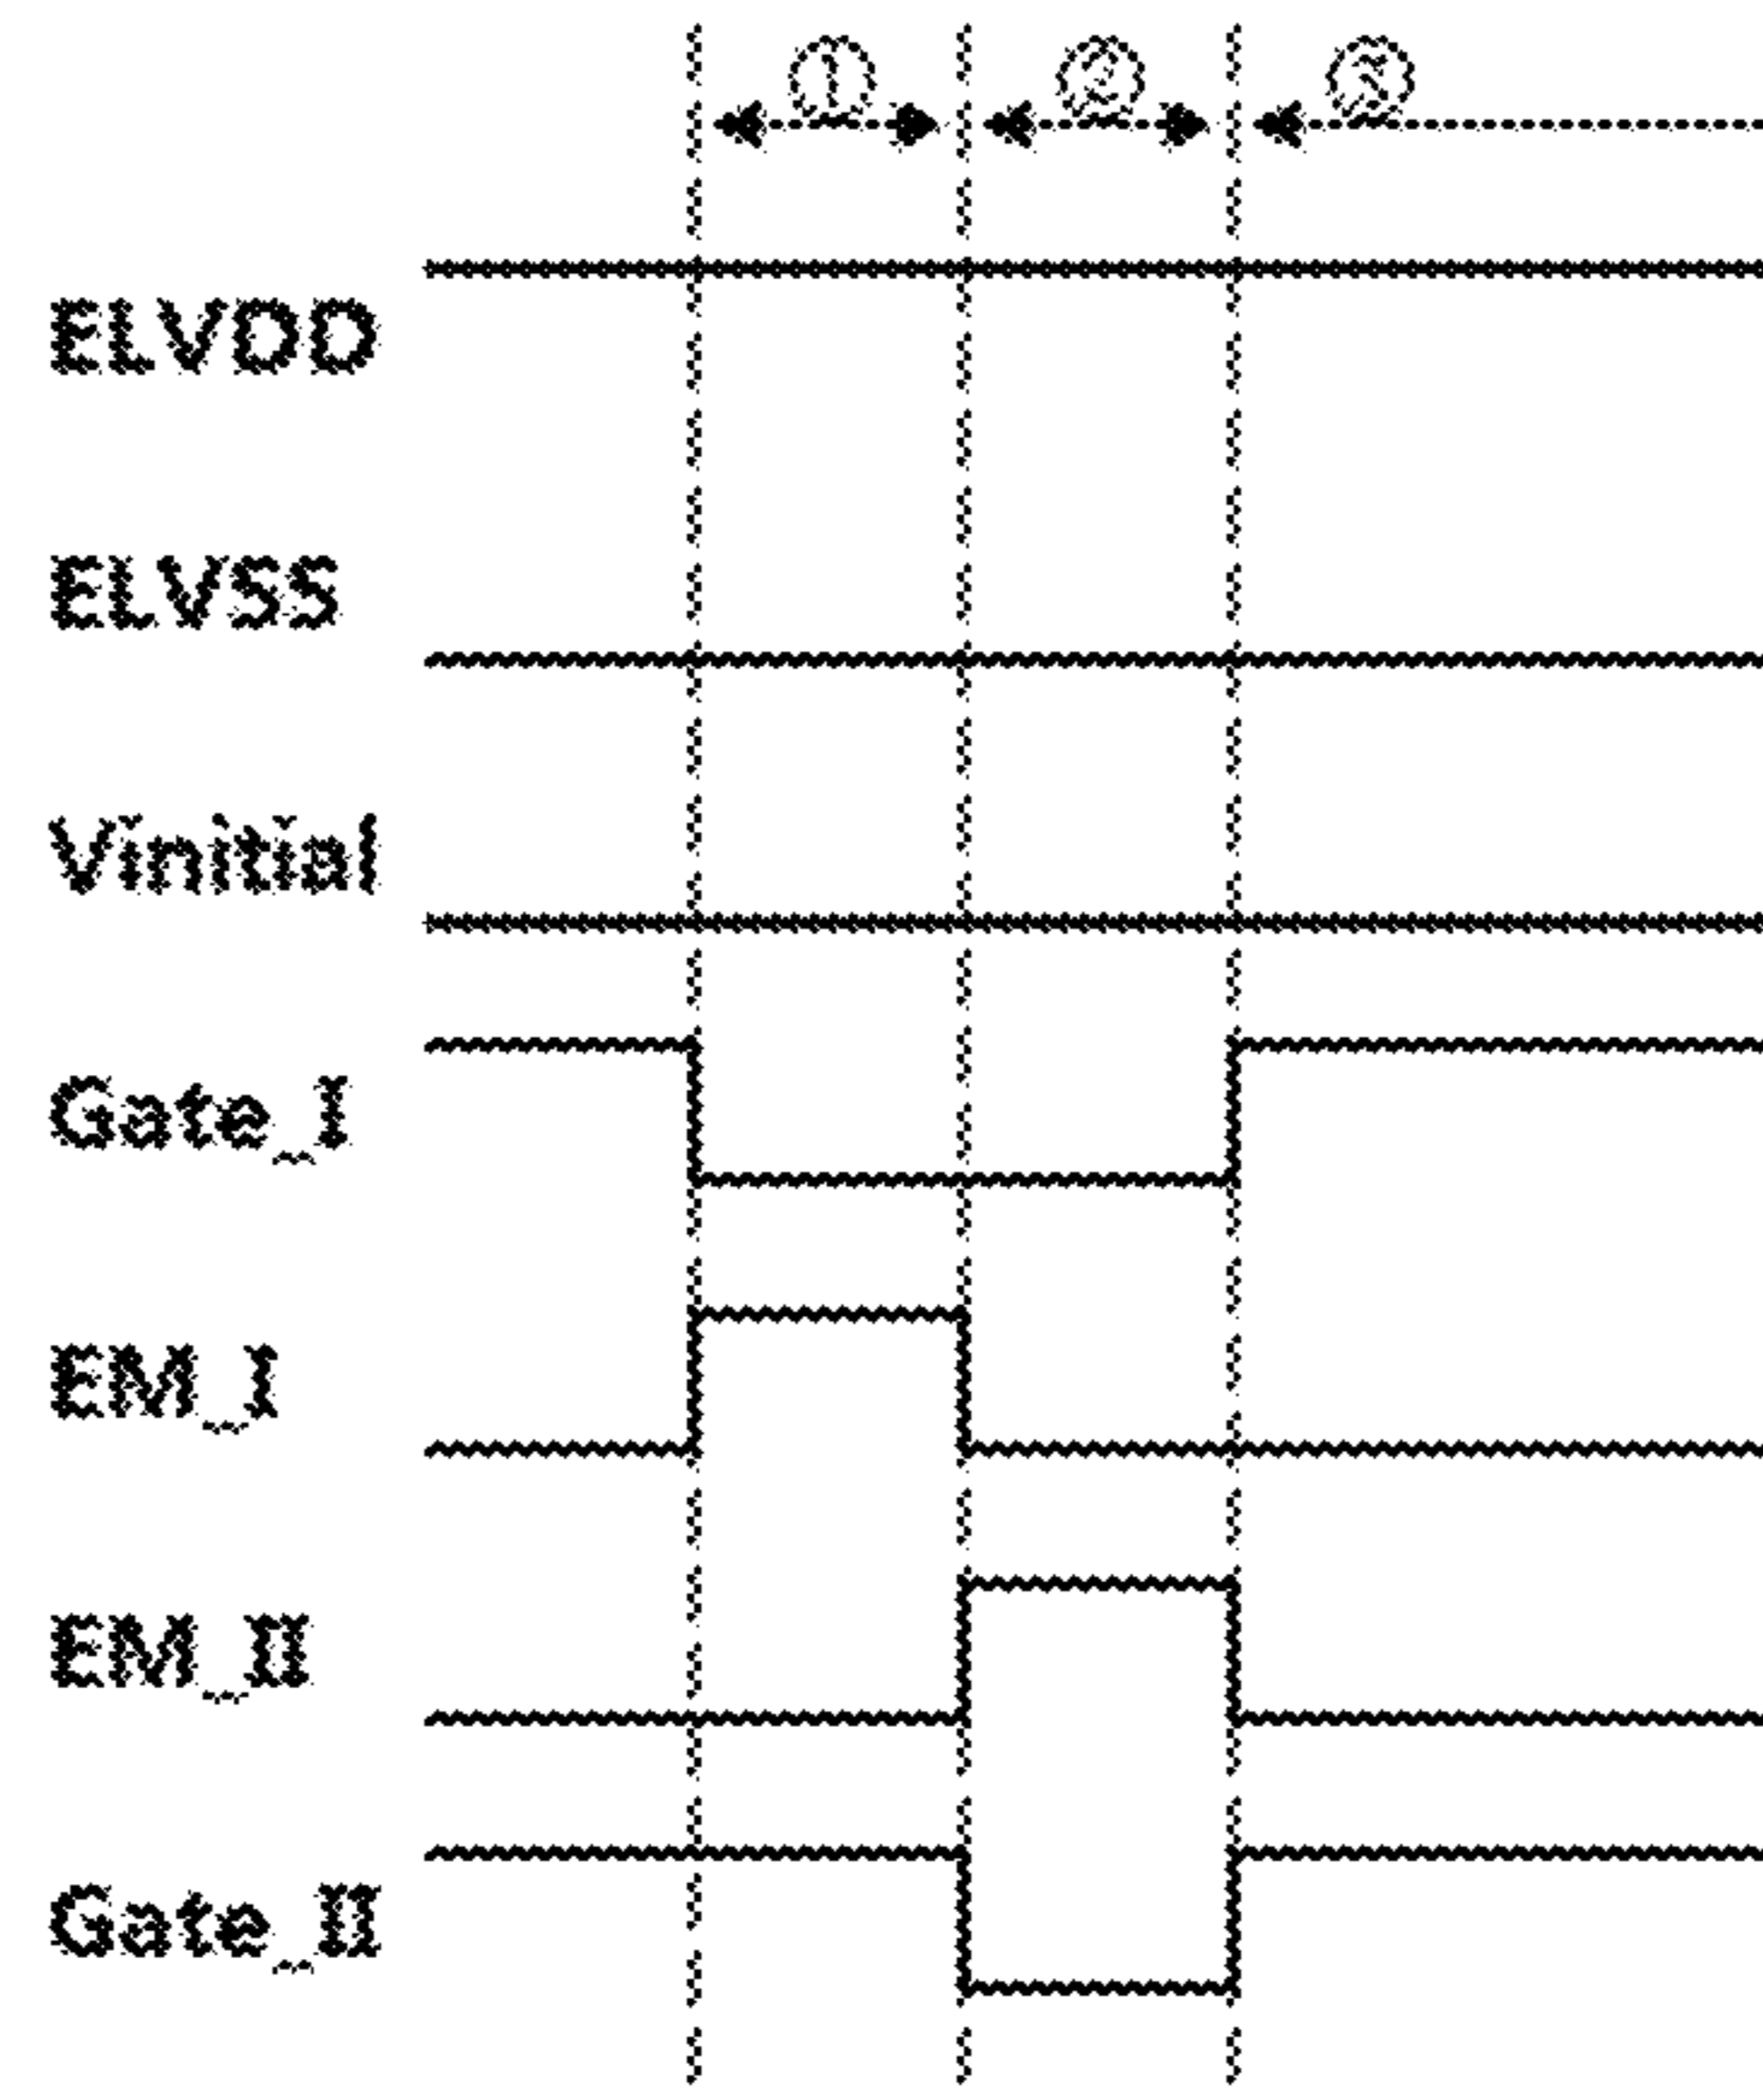 ① ② ③
ELVDD
ELVSS
Vinitial
Gate_I
EM_I
EM_II
Gate_II